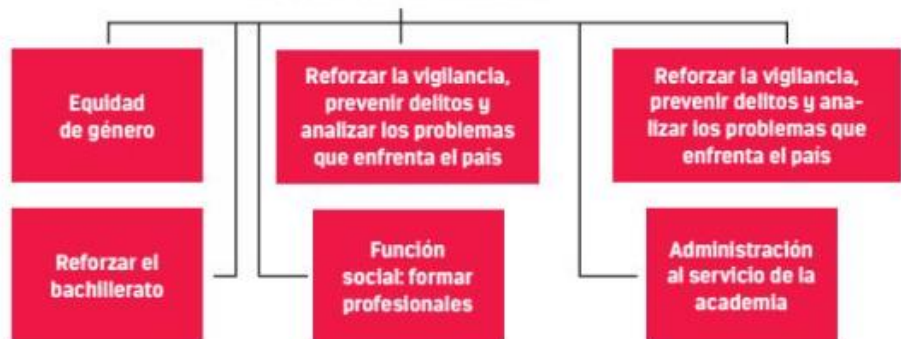 Equidad
de género
Reforzar la vigilancia,
prevenir delitos y
analizar los problemas
que enfrenta el país
Reforzar la vigilancia,
prevenir delitos y ana-
lizar los problemas que
enfrenta el país
Reforzar el
bachillerato
Función
social: formar
profesionales
Administración
al servicio de la
academia